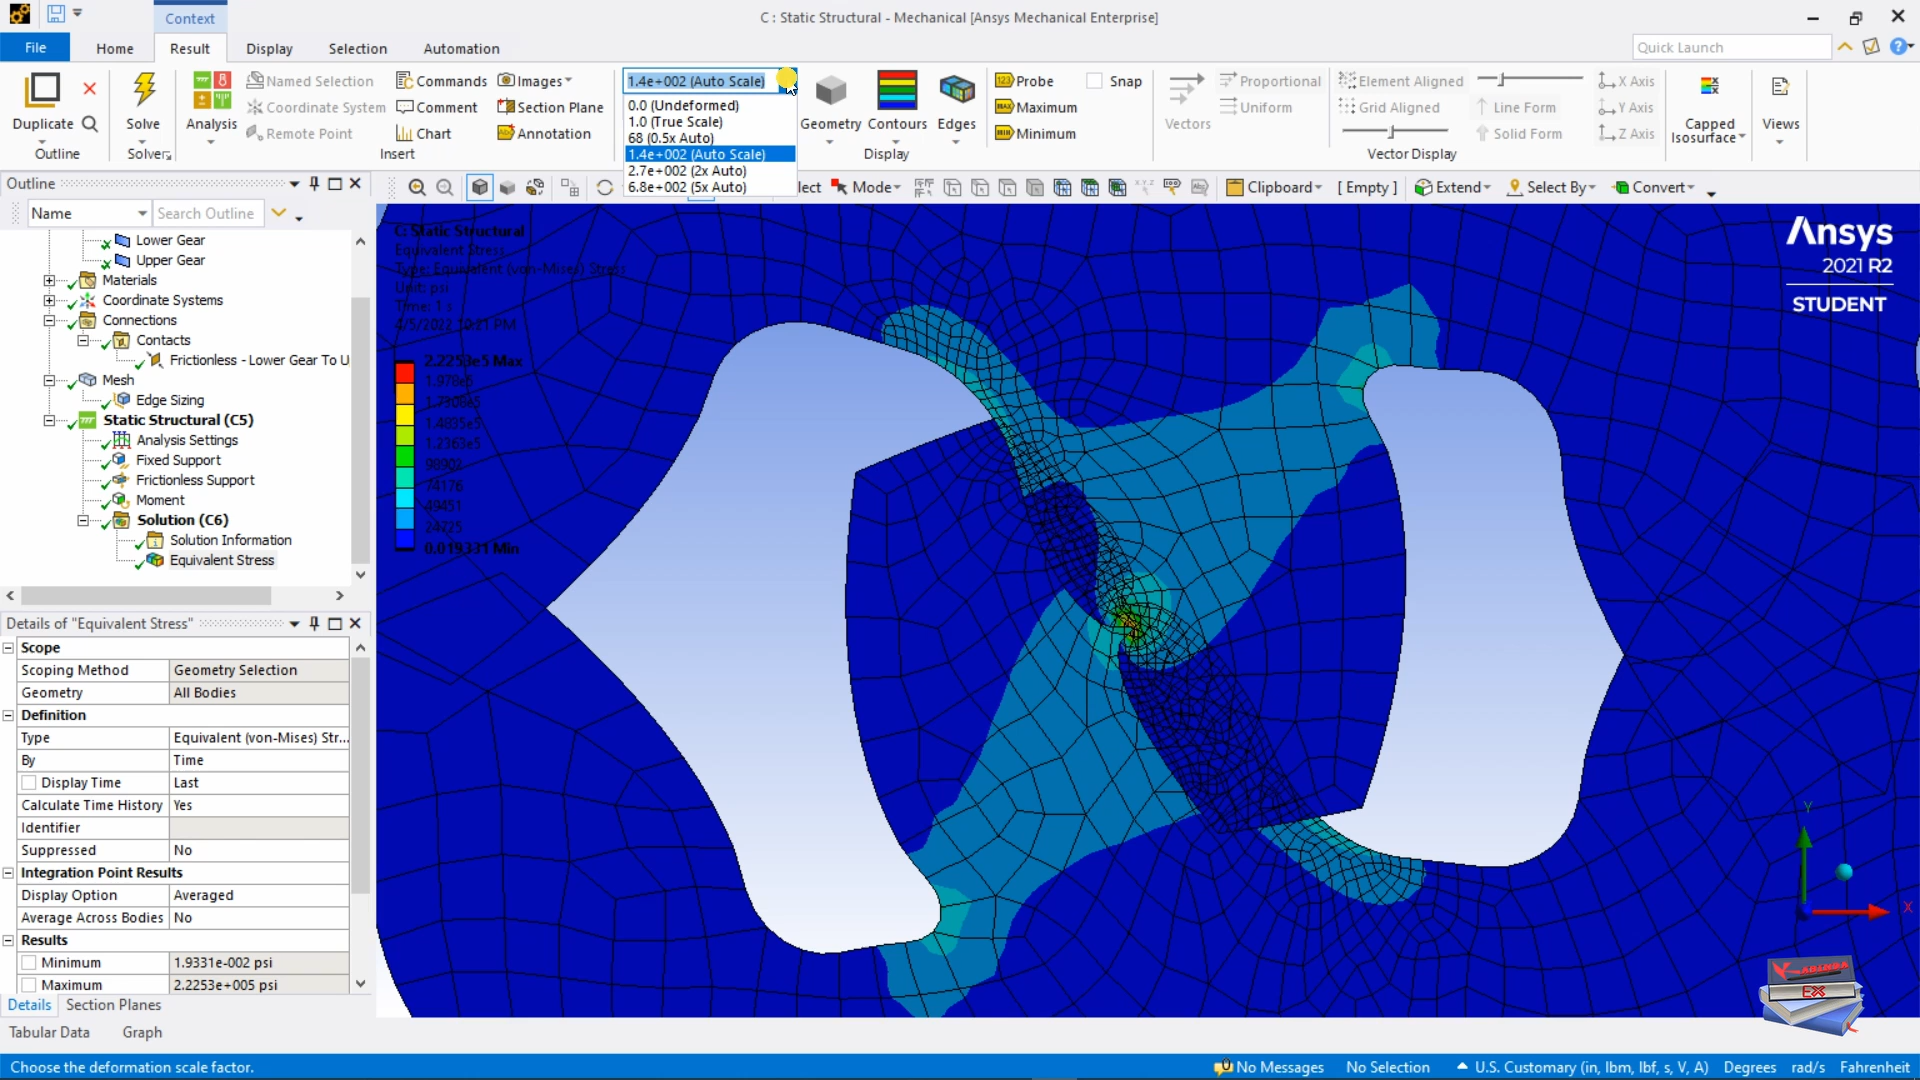 Context
C : Static Structural - Mechanical [Ansys Mechanical Enterprise]
File
Home
Result
Display
Selection
Automation
Quick Launch
Duplicate
Outline
Solve
Solver
Analysis
Named Selection
Coordinate System
Remote Point
Commands
Comment
Chart
Images
Section Plane
Annotation
Insert
1.4e+002 (Auto Scale)
0.0 (Undeformed)
1.0 (True Scale)
68 (0.5x Auto)
1.4e+002 (Auto Scale)
2.7e+002 (2x Auto)
6.8e+002 (5x Auto)
Geometry
Contours
Edges
Display
Probe
Maximum
Minimum
Snap
Vectors
Proportional
Uniform
Element Aligned
Grid Aligned
Line Form
Solid Form
X Axis
Y Axis
Z Axis
Vector Display
Capped
Isosurface
Views
Outline
lect
Mode
Clipboard
[ Empty ]
Extend
Select By
Convert
Name
Search Outline
Lower Gear
Upper Gear
Materials
Coordinate Systems
Connections
Contacts
Frictionless - Lower Gear To U
Mesh
Edge Sizing
Static Structural (C5)
Analysis Settings
Fixed Support
Frictionless Support
Moment
Solution (C6)
Solution Information
Equivalent Stress
C: Static Structural
Equivalent Stress
Type: Equivalent (von-Mises) Stress
Unit: psi
Time: 1 s
4/5/2022 10:21 PM
2.2253e5 Max
1.978e5
1.7308e5
1.4835e5
1.2363e5
98902
74176
49451
24725
0.019331 Min
Ansys
2021 R2
STUDENT
Y
X
EX
Details of "Equivalent Stress"
Scope
Scoping Method Geometry Selection
Geometry All Bodies
Definition
Type Equivalent (von-Mises) Str...
By Time
Display Time Last
Calculate Time History Yes
Identifier
Suppressed No
Integration Point Results
Display Option Averaged
Average Across Bodies No
Results
Minimum 1.9331e-002 psi
Maximum 2.2253e+005 psi
Details
Section Planes
Tabular Data
Graph
Choose the deformation scale factor.
No Messages
No Selection
U.S. Customary (in, lbm, lbf, s, V, A)
Degrees
rad/s
Fahrenheit